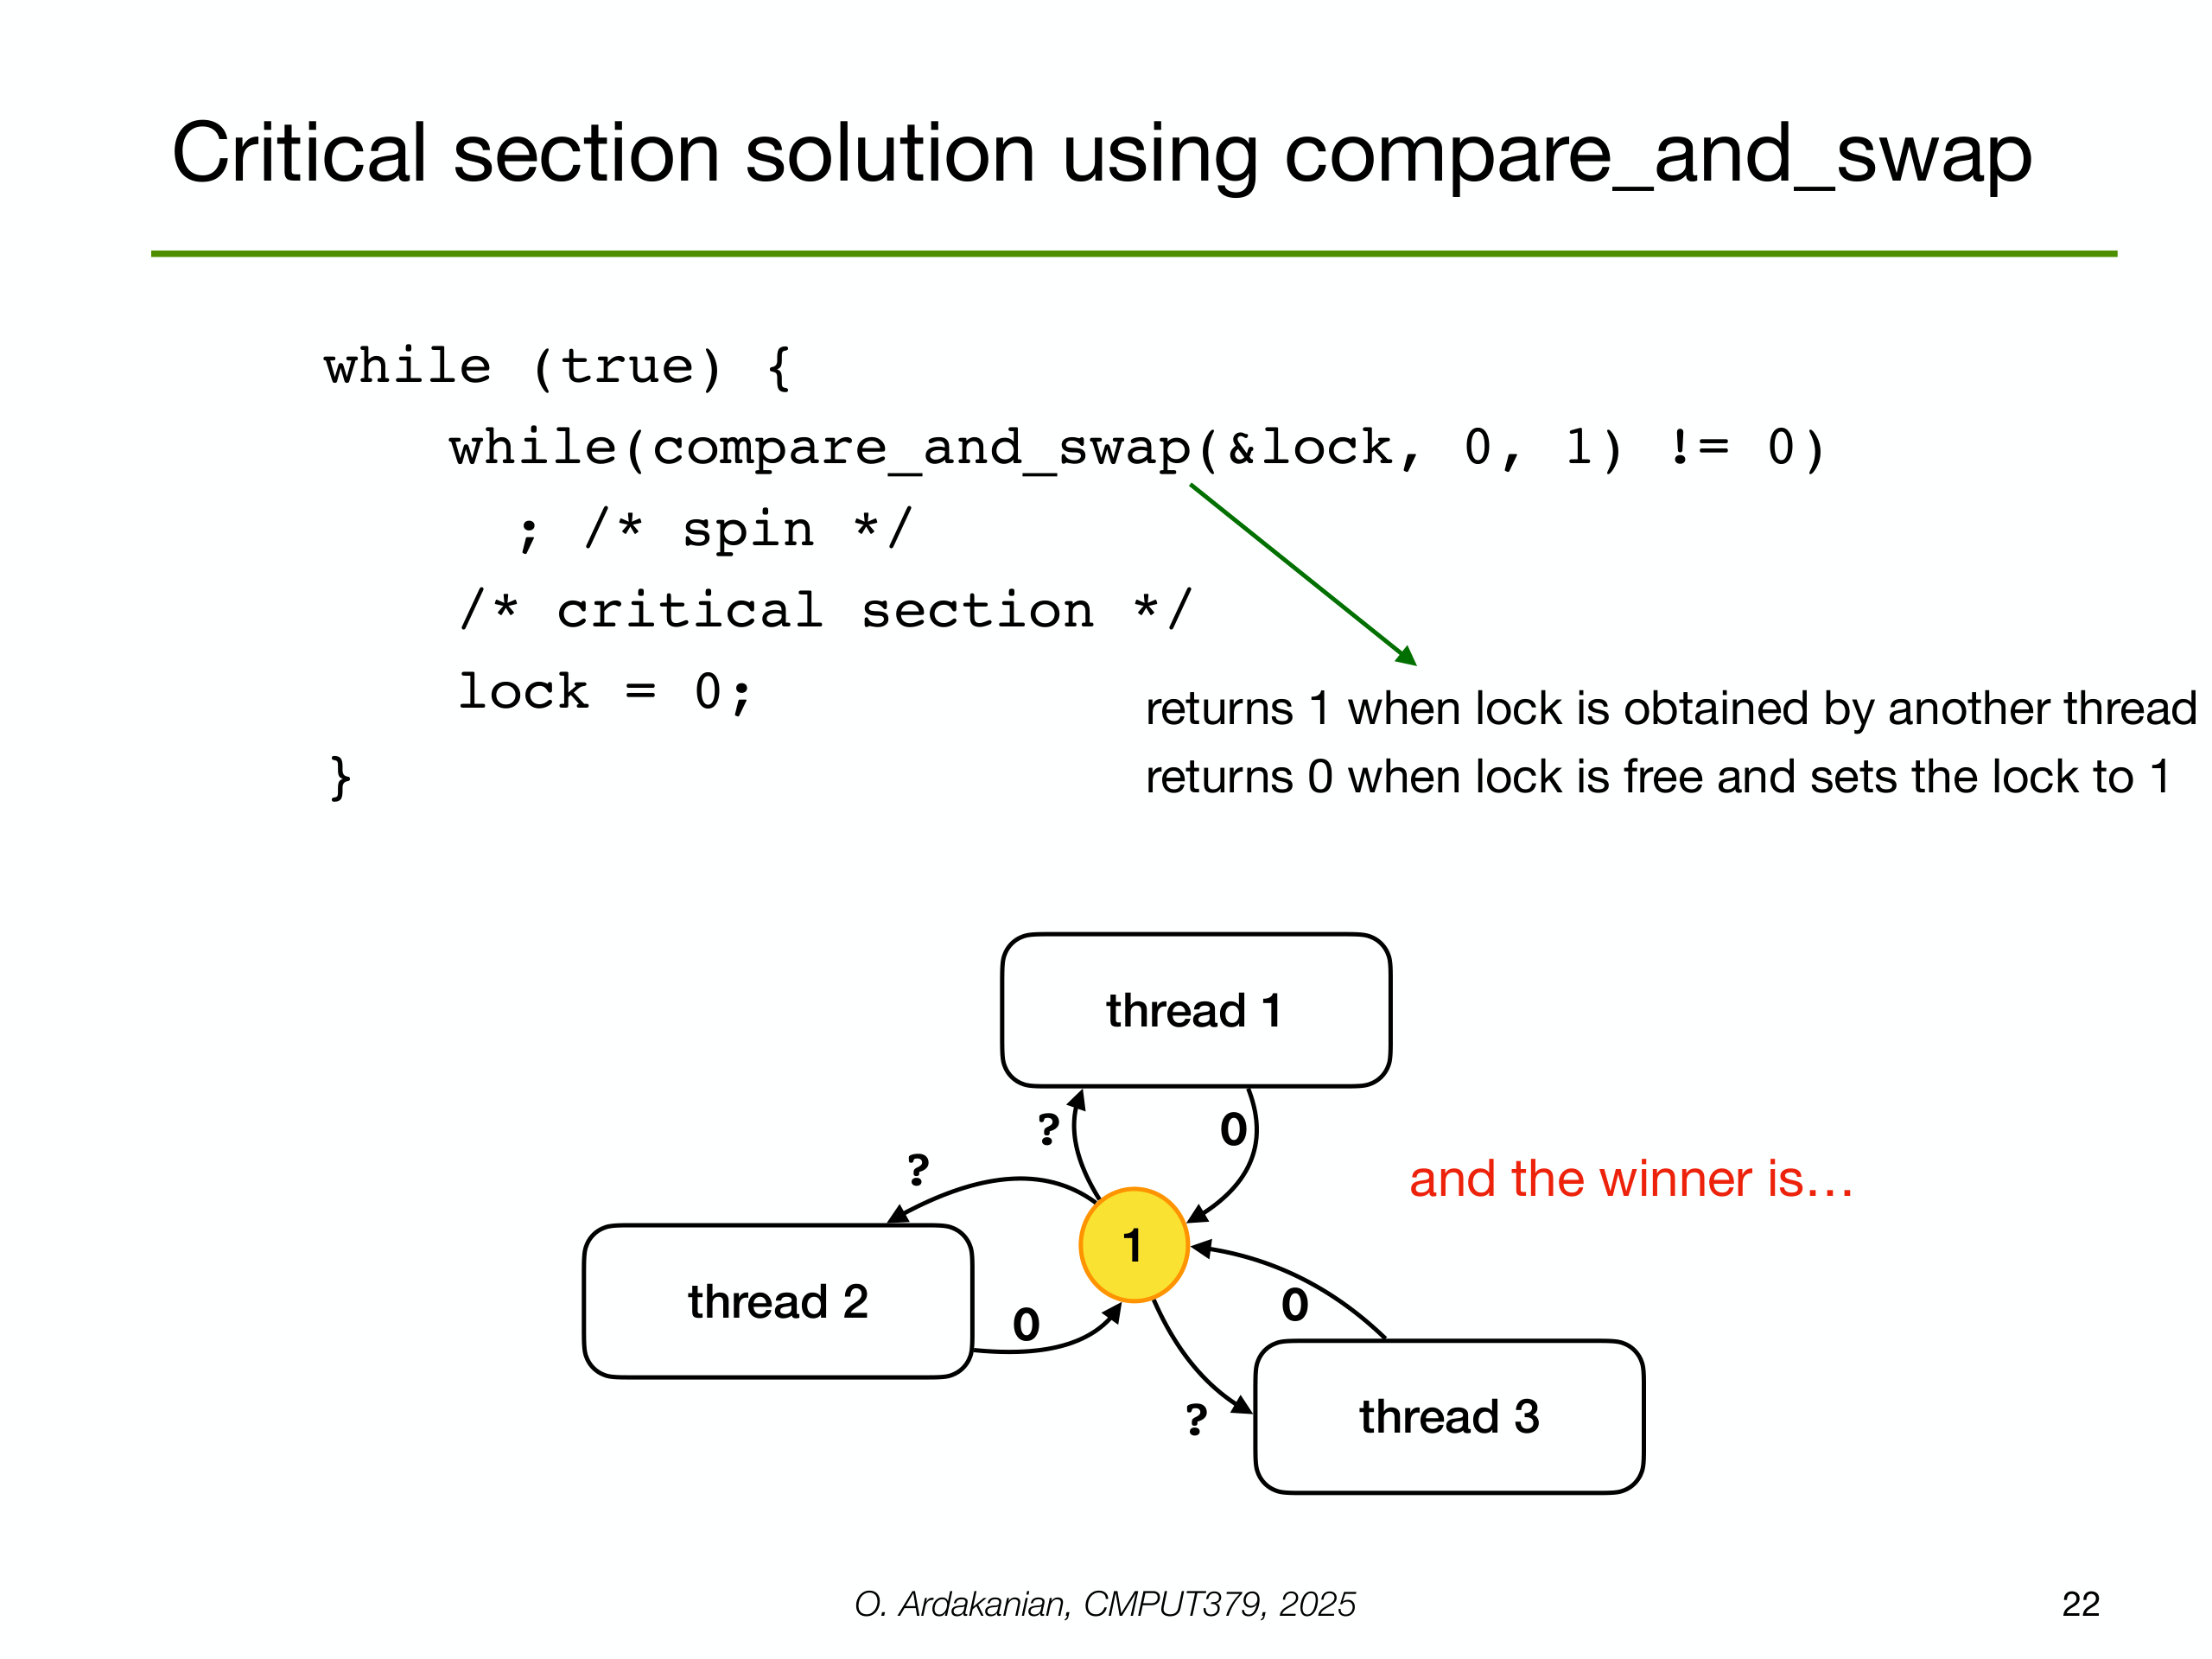 Critical section solution using compare_and_swap
while (true) {
while(compare_and_swap(&lock, 0, 1) != 0)
; /* spin */
/* critical section */
lock = 0;
}
returns 1 when lock is obtained by another thread
returns 0 when lock is free and sets the lock to 1
thread 1
? 0
?
and the winner is...
1
thread 2
0
0
?
thread 3
O. Ardakanian, CMPUT379, 2025
22